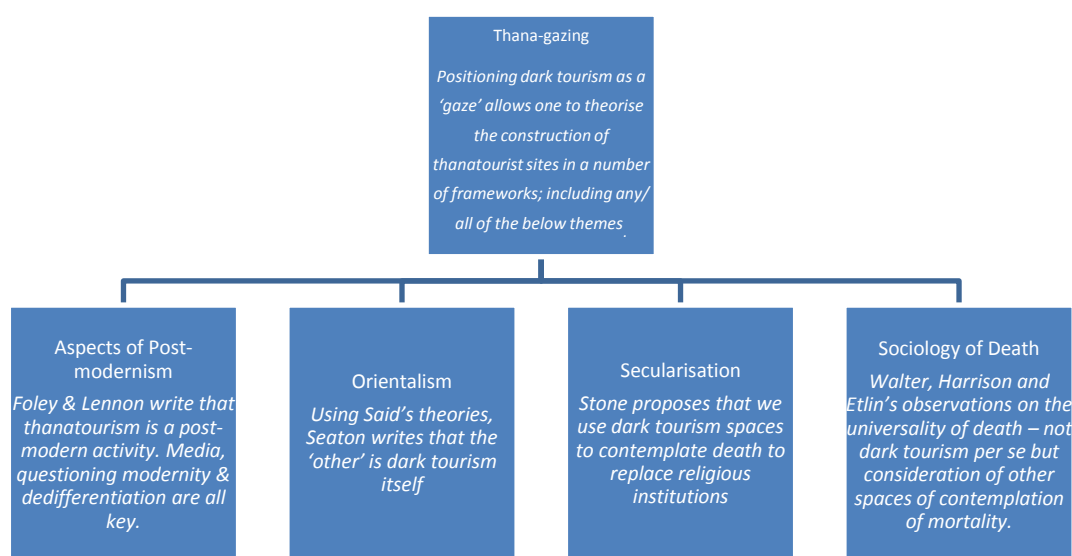 Thana-gazing
Positioning dark tourism as a
‘gaze’ allows one to theorise
the construction of
thanatourist sites in a number
of frameworks; including any/
all of the below themes.
Aspects of Post-
modernism
Foley & Lennon write that
thanatourism is a post-
modern activity. Media,
questioning modernity &
dedifferentiation are all
key.
Orientalism
Using Said’s theories,
Seaton writes that the
‘other’ is dark tourism
itself
Secularisation
Stone proposes that we
use dark tourism spaces
to contemplate death to
replace religious
institutions
Sociology of Death
Walter, Harrison and
Etlin’s observations on the
universality of death – not
dark tourism per se but
consideration of other
spaces of contemplation
of mortality.